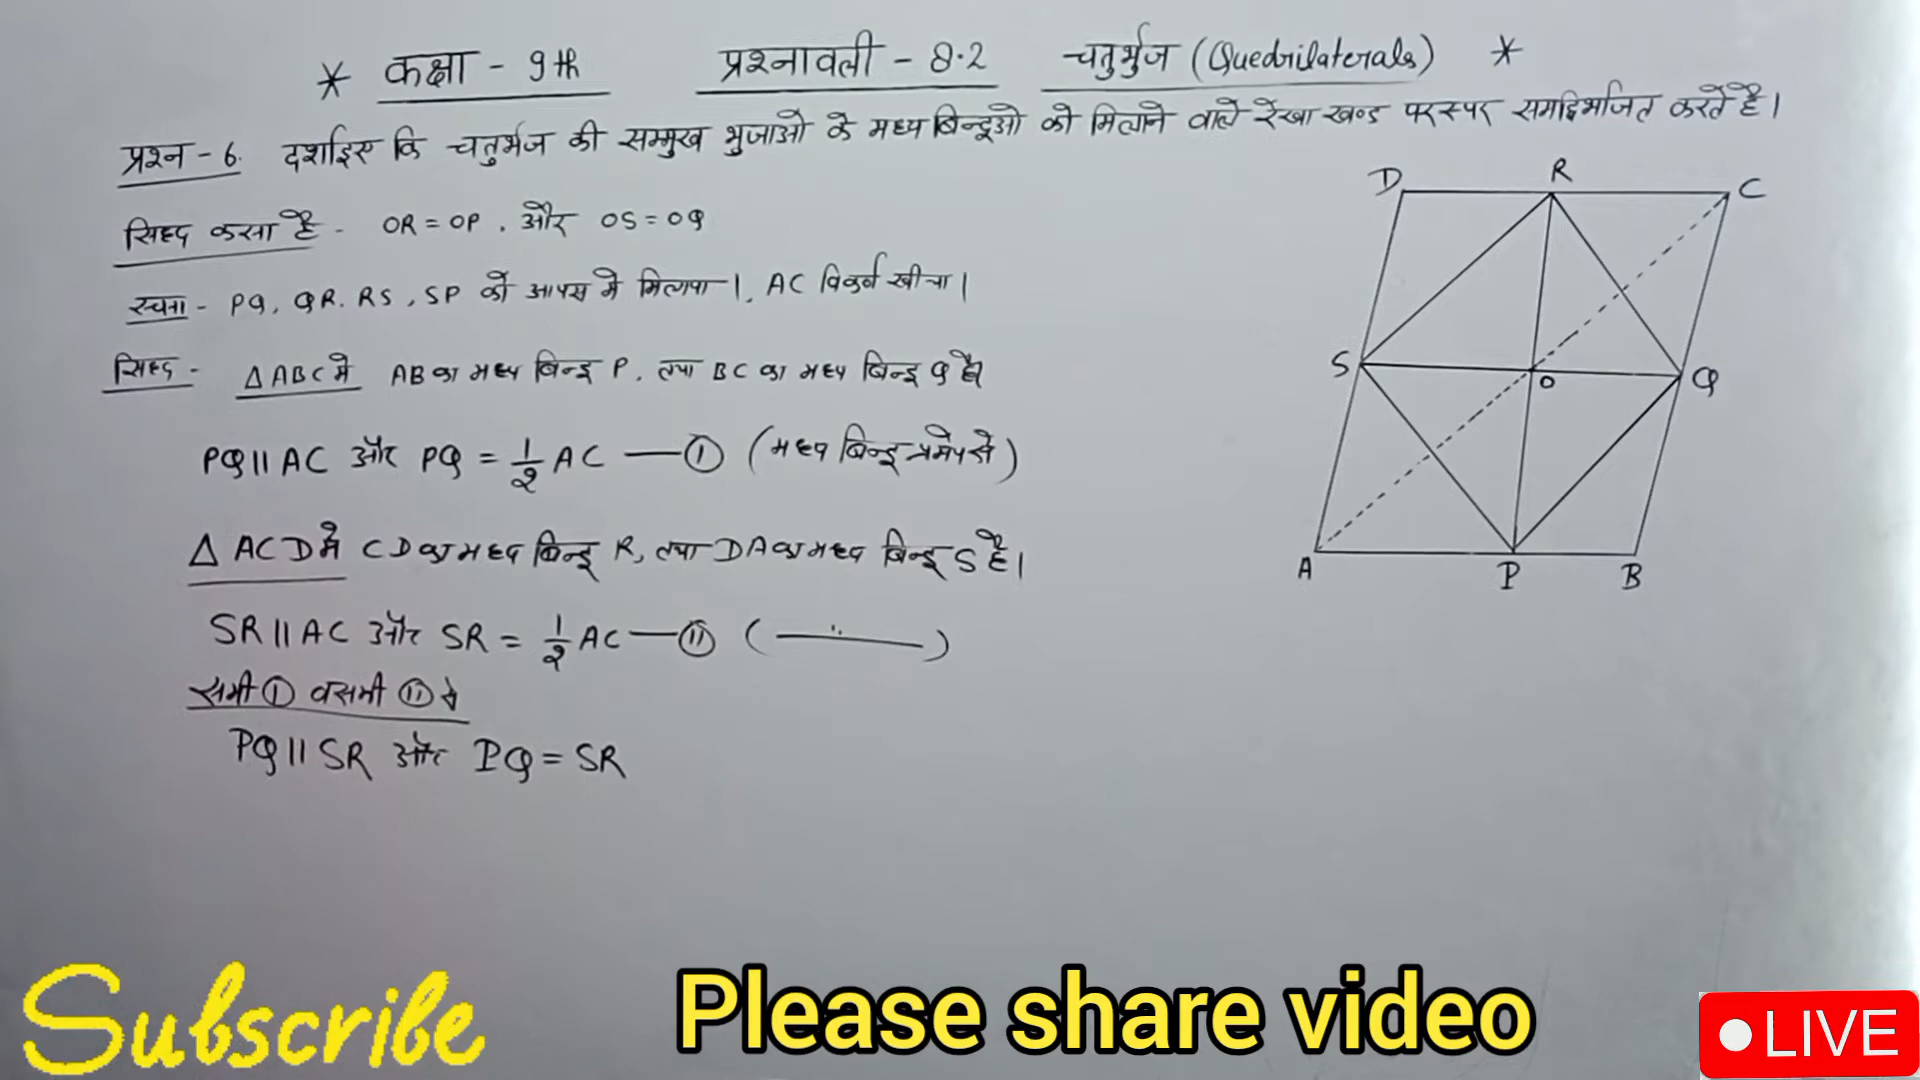 * कक्षा - 9th प्रश्नावली - 8.2 चतुर्भुज (Quedrilaterals) *
प्रश्न - 6. दर्शाइए कि चतुर्भुज की सम्मुख भुजाओ के मध्य बिन्दूओ को मिलाने वाले रेखा खण्ड परस्पर समद्विभाजित करते है।
सिद्द करना है - OR = OP , और OS = OQ
रचना - PQ, QR. RS, SP को आपस मे मिलाया।, AC विकर्ण खीचा।
सिद्द - △ABC मे AB का मध्य बिन्दु P, तथा BC का मध्य बिन्दु Q है।
PQ || AC और PQ = 1/2 AC — (I) (मध्य बिन्दु प्रमेय से)
△ ACD मे CD का मध्य बिन्दु R, तथा DA का मध्य बिन्दु S है।
SR || AC और SR = 1/2 AC — (II) ( — " — )
समी (I) व समी (II) से
PQ || SR और PQ = SR
D R C
S O Q
A P B
Subscribe
Please share video
LIVE